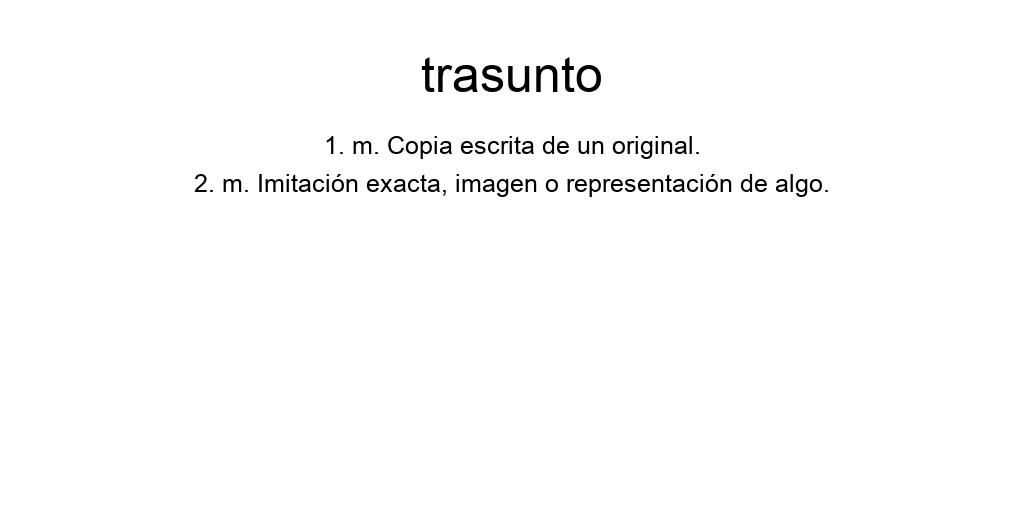 trasunto
1. m. Copia escrita de un original.
2. m. Imitación exacta, imagen o representación de algo.